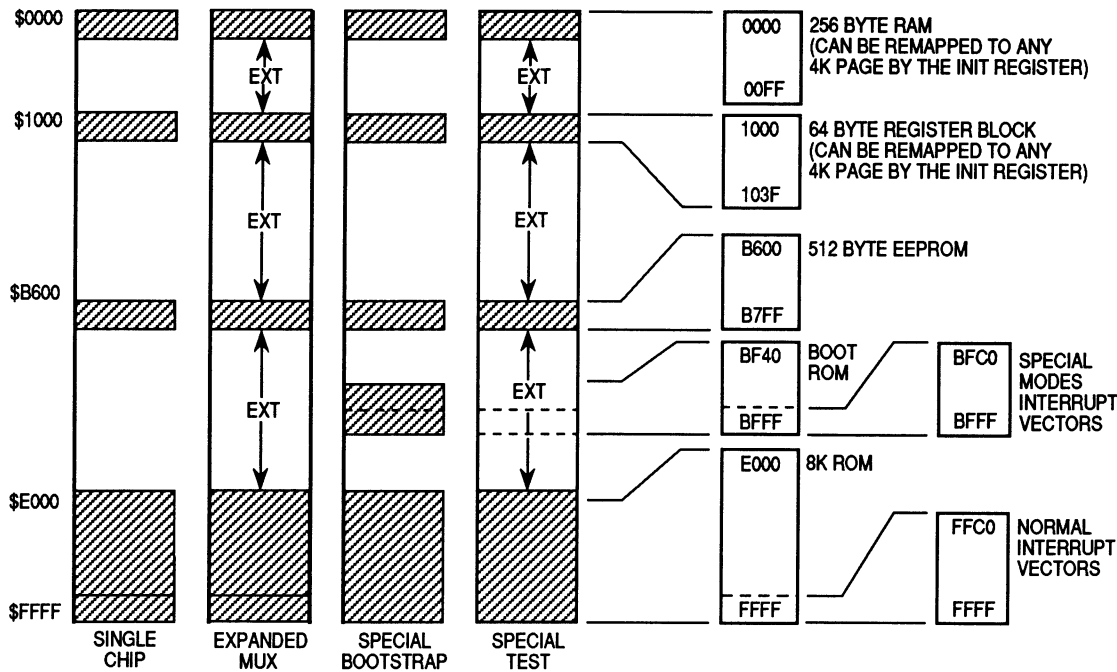 $0000
$1000
$B600
$E000
$FFFF
EXT
EXT
EXT
EXT
EXT
EXT
SINGLE
CHIP
EXPANDED
MUX
SPECIAL
BOOTSTRAP
SPECIAL
TEST
0000
00FF
256 BYTE RAM
(CAN BE REMAPPED TO ANY
4K PAGE BY THE INIT REGISTER)
1000
103F
64 BYTE REGISTER BLOCK
(CAN BE REMAPPED TO ANY
4K PAGE BY THE INIT REGISTER)
B600
B7FF
512 BYTE EEPROM
BF40
BFFF
BOOT
ROM
BFC0
BFFF
SPECIAL
MODES
INTERRUPT
VECTORS
E000
FFFF
8K ROM
FFC0
FFFF
NORMAL
INTERRUPT
VECTORS